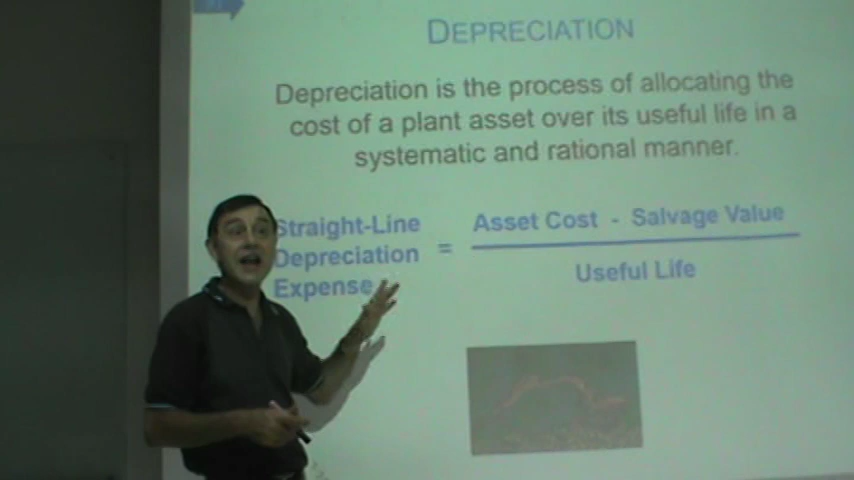 DEPRECIATION
Depreciation is the process of allocating the
cost of a plant asset over its useful life in a
systematic and rational manner.
Straight-Line
Depreciation
Expense
=
Asset Cost - Salvage Value
Useful Life